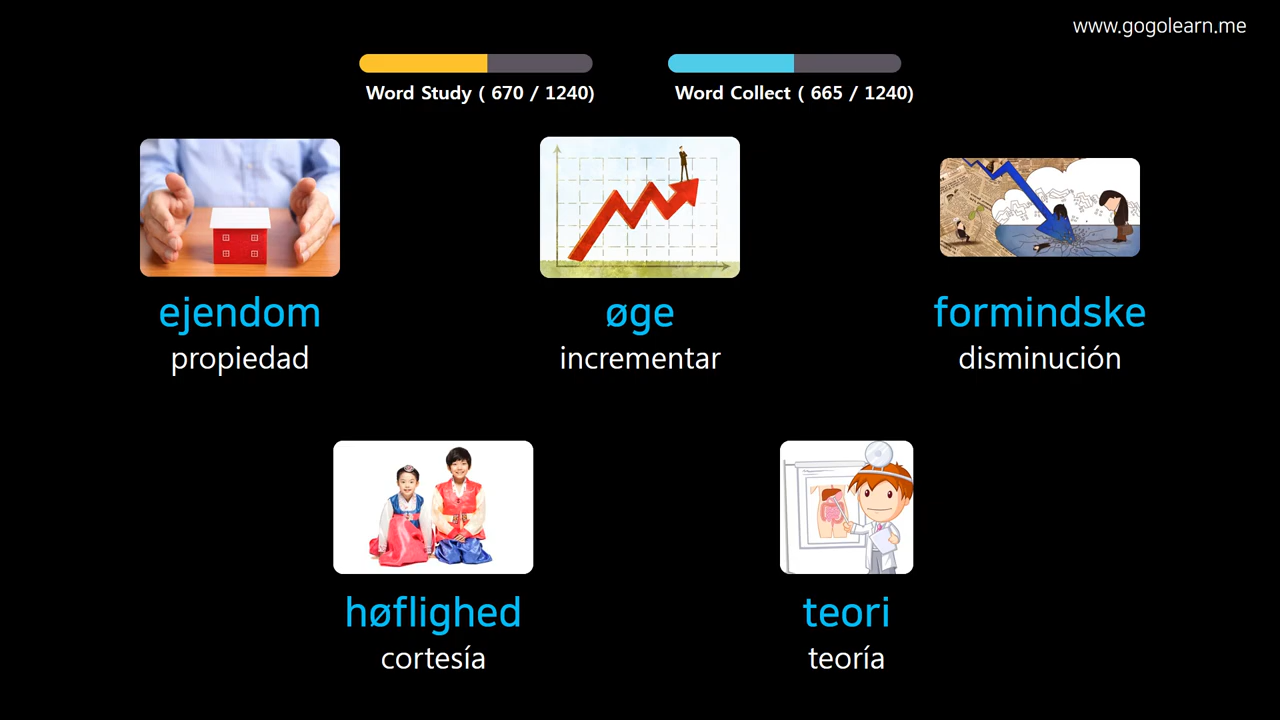 www.gogolearn.me
Word Study ( 670 / 1240)
Word Collect ( 665 / 1240)
ejendom
propiedad
øge
incrementar
formindske
disminución
høflighed
cortesía
teori
teoría